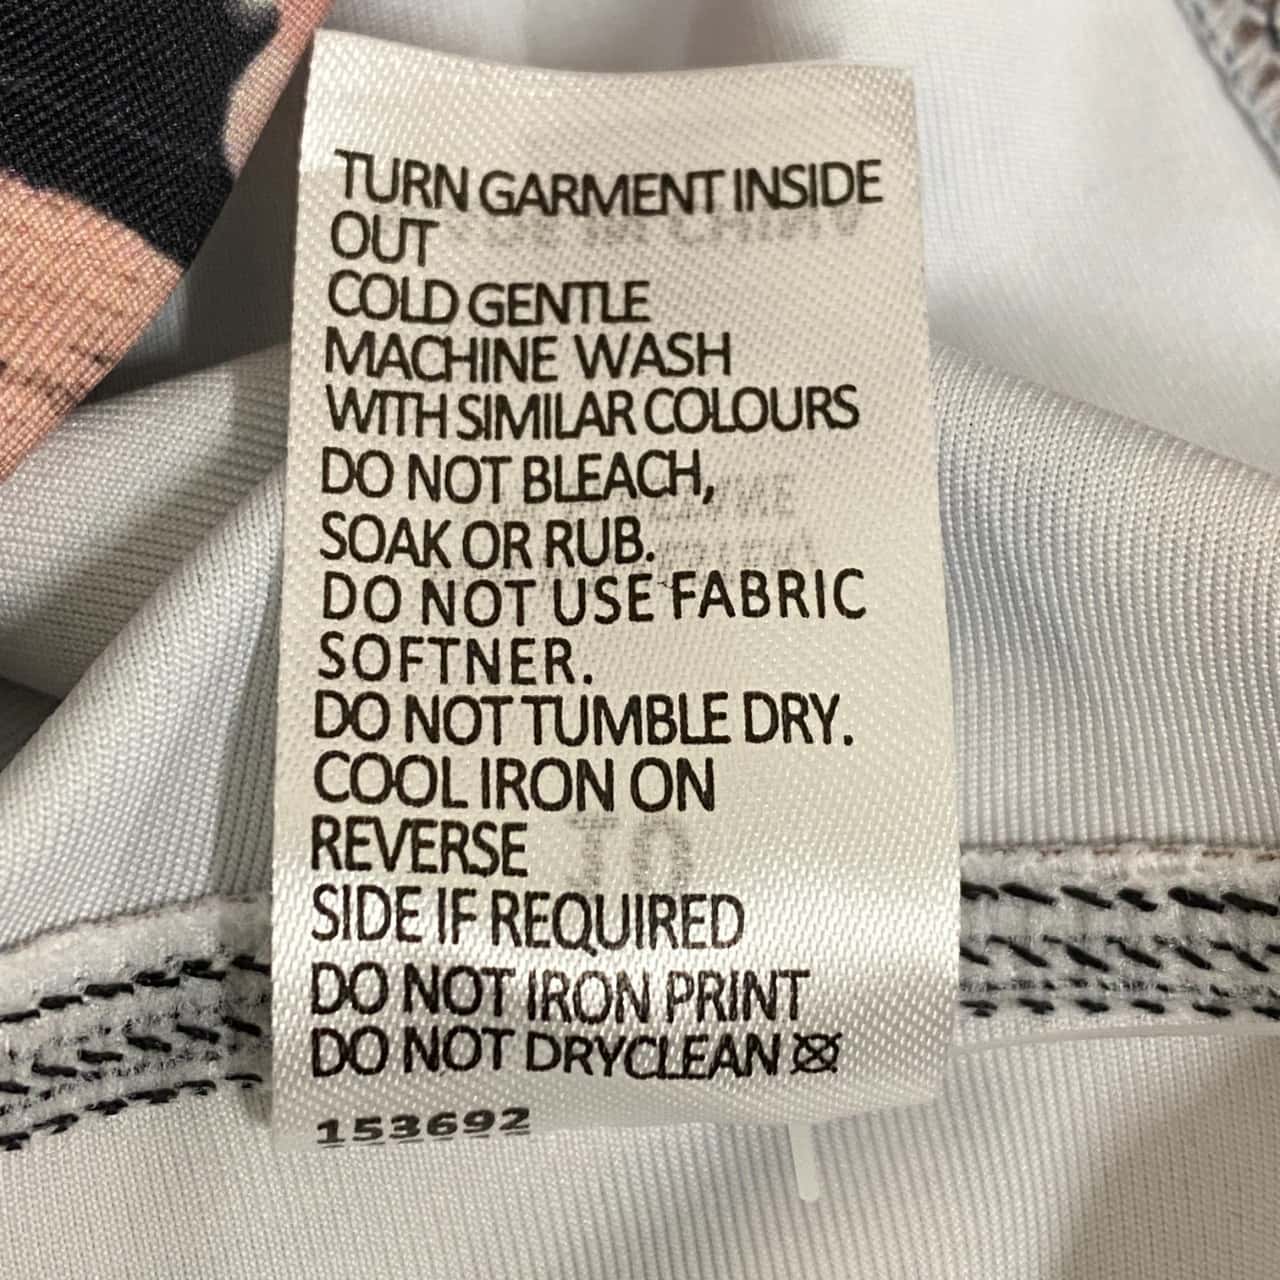 TURN GARMENT INSIDE
OUT
COLD GENTLE
MACHINE WASH
WITH SIMILAR COLOURS
DO NOT BLEACH,
SOAK OR RUB.
DO NOT USE FABRIC
SOFTNER.
DO NOT TUMBLE DRY.
COOL IRON ON
REVERSE
SIDE IF REQUIRED
DO NOT IRON PRINT
DO NOT DRYCLEAN
153692